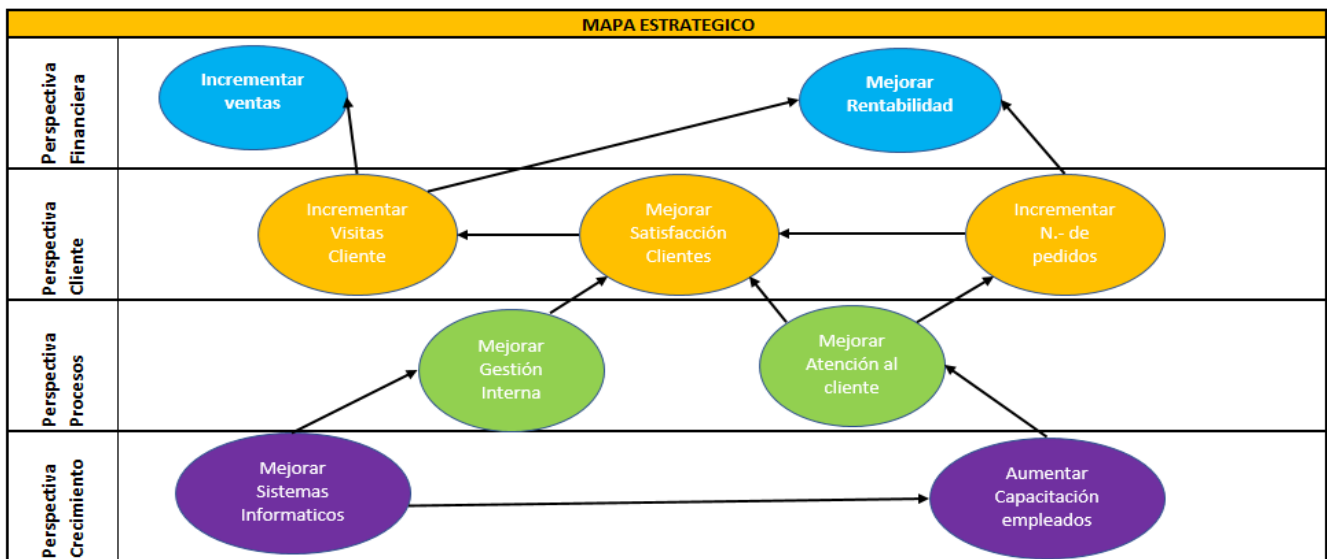 MAPA ESTRATEGICO
Perspectiva
Financiera
Incrementar
ventas
Mejorar
Rentabilidad
Perspectiva
Cliente
Incrementar
Visitas
Cliente
Mejorar
Satisfacción
Clientes
Incrementar
N.- de
pedidos
Perspectiva
Procesos
Mejorar
Gestión
Interna
Mejorar
Atención al
cliente
Perspectiva
Crecimiento
Mejorar
Sistemas
Informaticos
Aumentar
Capacitación
empleados